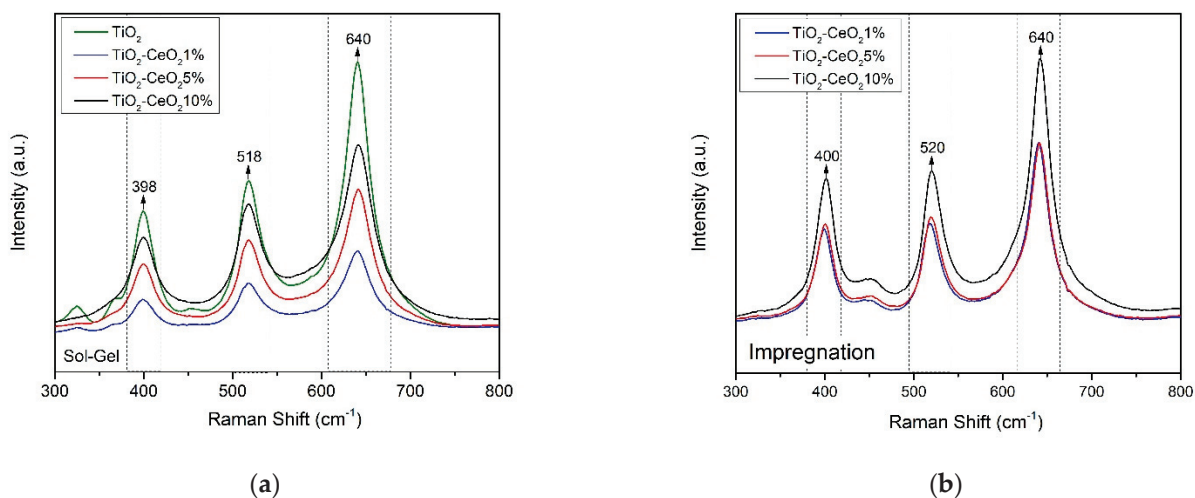 TiO₂
TiO₂-CeO₂1%
TiO₂-CeO₂5%
TiO₂-CeO₂10%
398
518
640
Intensity (a.u.)
Sol-Gel
300 400 500 600 700 800
Raman Shift (cm⁻¹)
(a)
TiO₂-CeO₂1%
TiO₂-CeO₂5%
TiO₂-CeO₂10%
400
520
640
Intensity (a.u.)
Impregnation
300 400 500 600 700 800
Raman Shift (cm⁻¹)
(b)